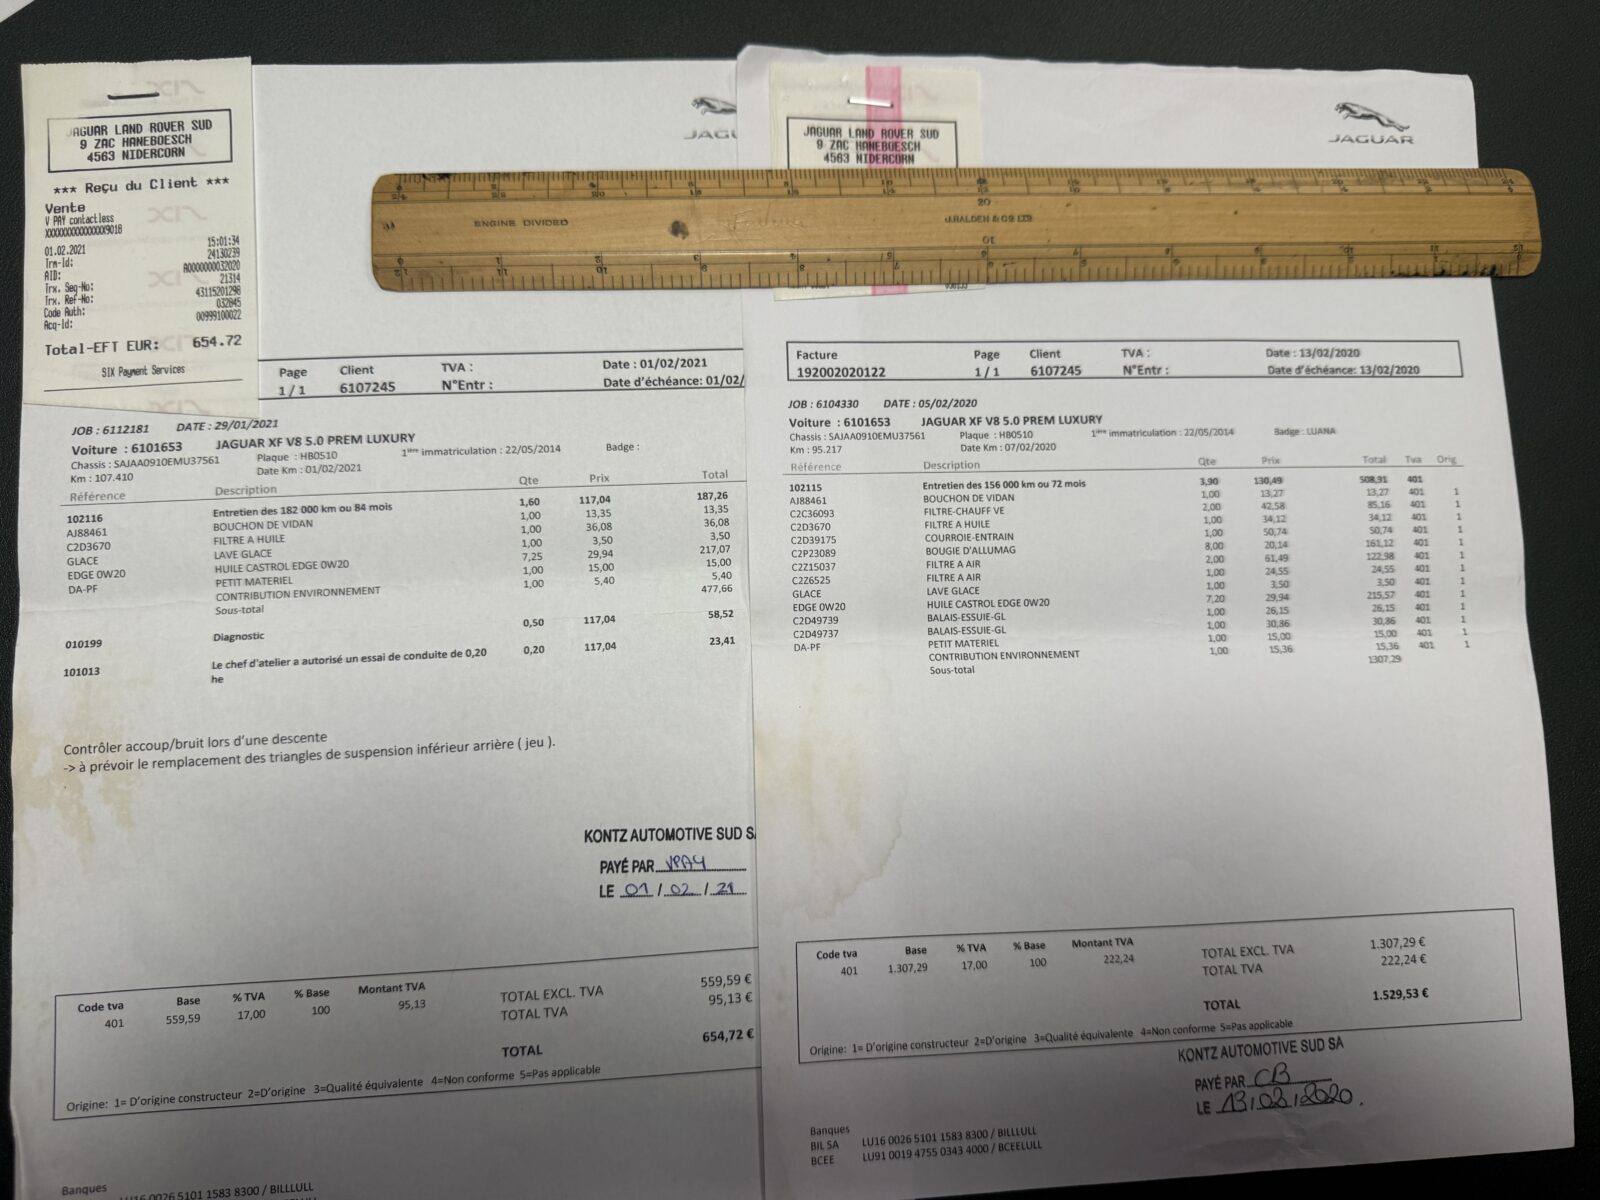 JAGUAR LAND ROVER SUD
9 ZAC HANEBOESCH
4563 NIDERCORN
*** Reçu du Client ***
Vente
V PAY contactless
XXXXXXXXXXXXXXX9018
01.02.2021 15:01:34
Trm-Id: 24130239
AID: A0000000032020
Trx. Seq-No: 21314
Trx. Ref-No: 43115201298
Code Auth: 032845
Acq-Id: 00999100022
Total-EFT EUR: 654.72
SIX Payment Services
JAGU
Page Client TVA : Date : 01/02/2021
1 / 1 6107245 N°Entr : Date d'échéance: 01/02/
JOB : 6112181 DATE : 29/01/2021
Voiture : 6101653 JAGUAR XF V8 5.0 PREM LUXURY
Chassis : SAJAA0910EMU37561 Plaque : HB0510 1ière immatriculation : 22/05/2014 Badge :
Km : 107.410 Date Km : 01/02/2021
Référence Description Qte Prix Total
102116 Entretien des 182 000 km ou 84 mois 1,60 117,04 187,26
AJ88461 BOUCHON DE VIDAN 1,00 13,35 13,35
C2D3670 FILTRE A HUILE 1,00 36,08 36,08
GLACE LAVE GLACE 1,00 3,50 3,50
EDGE 0W20 HUILE CASTROL EDGE 0W20 7,25 29,94 217,07
DA-PF PETIT MATERIEL 1,00 15,00 15,00
CONTRIBUTION ENVIRONNEMENT 1,00 5,40 5,40
Sous-total 477,66
010199 Diagnostic 0,50 117,04 58,52
101013 Le chef d'atelier a autorisé un essai de conduite de 0,20 0,20 117,04 23,41
he
Contrôler accoup/bruit lors d'une descente
-> à prévoir le remplacement des triangles de suspension inférieur arrière ( jeu ).
KONTZ AUTOMOTIVE SUD S
PAYÉ PAR VPAY
LE 01 / 02 / 21
Code tva Base % TVA % Base Montant TVA
401 559,59 17,00 100 95,13
TOTAL EXCL. TVA 559,59 €
TOTAL TVA 95,13 €
TOTAL 654,72 €
Origine: 1= D'origine constructeur 2=D'origine 3=Qualité équivalente 4=Non conforme 5=Pas applicable
Banques
LU16 0026 5101 1583 8300 / BILLLULL
JAGUAR LAND ROVER SUD
9 ZAC HANEBOESCH
4563 NIDERCORN
JAGUAR
ENGINE DIVIDED
J.RALDEN & CO LTD
Facture Page Client TVA : Date : 13/02/2020
192002020122 1 / 1 6107245 N°Entr : Date d'échéance: 13/02/2020
JOB : 6104330 DATE : 05/02/2020
Voiture : 6101653 JAGUAR XF V8 5.0 PREM LUXURY
Chassis : SAJAA0910EMU37561 Plaque : HB0510 1ière immatriculation : 22/05/2014 Badge : LUANA
Km : 95.217 Date Km : 07/02/2020
Référence Description Qte Prix Total Tva Orig
102115 Entretien des 156 000 km ou 72 mois 3,90 130,49 508,91 401
AJ88461 BOUCHON DE VIDAN 1,00 13,27 13,27 401 1
C2C36093 FILTRE-CHAUFF VE 2,00 42,58 85,16 401 1
C2D3670 FILTRE A HUILE 1,00 34,12 34,12 401 1
C2D39175 COURROIE-ENTRAIN 1,00 50,74 50,74 401 1
C2P23089 BOUGIE D'ALLUMAG 8,00 20,14 161,12 401 1
C2Z15037 FILTRE A AIR 2,00 61,49 122,98 401 1
C2Z6525 FILTRE A AIR 1,00 24,55 24,55 401 1
GLACE LAVE GLACE 1,00 3,50 3,50 401 1
EDGE 0W20 HUILE CASTROL EDGE 0W20 7,20 29,94 215,57 401 1
C2D49739 BALAIS-ESSUIE-GL 1,00 26,15 26,15 401 1
C2D49737 BALAIS-ESSUIE-GL 1,00 30,86 30,86 401 1
DA-PF PETIT MATERIEL 1,00 15,00 15,00 401 1
CONTRIBUTION ENVIRONNEMENT 1,00 15,36 15,36 401 1
Sous-total 1307,29
Code tva Base % TVA % Base Montant TVA
401 1.307,29 17,00 100 222,24
TOTAL EXCL. TVA 1.307,29 €
TOTAL TVA 222,24 €
TOTAL 1.529,53 €
Origine: 1= D'origine constructeur 2=D'origine 3=Qualité équivalente 4=Non conforme 5=Pas applicable
KONTZ AUTOMOTIVE SUD SA
PAYÉ PAR CB
LE 13/02/2020.
Banques
BIL SA LU16 0026 5101 1583 8300 / BILLLULL
BCEE LU91 0019 4755 0343 4000 / BCEELULL